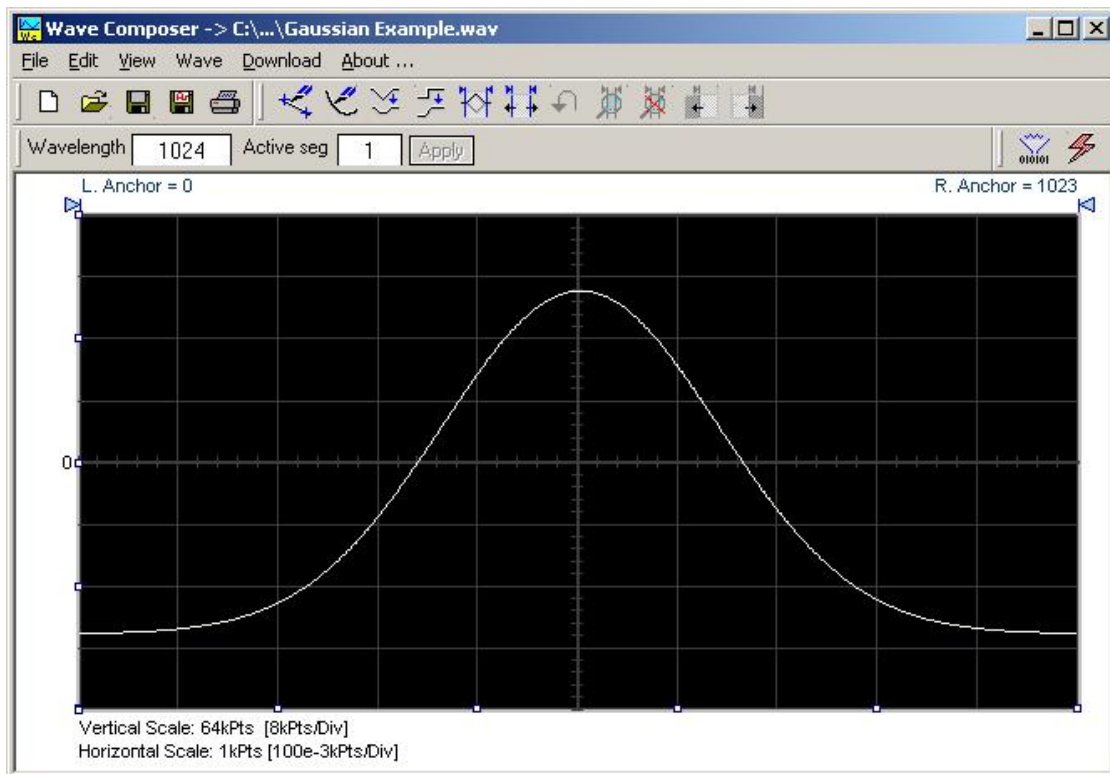 Wave Composer -> C:\...\Gaussian Example.wav
File Edit View Wave Download About ...
Wavelength 1024 Active seg 1 Apply
010101
L. Anchor = 0 R. Anchor = 1023
0
Vertical Scale: 64kPts [8kPts/Div]
Horizontal Scale: 1kPts [100e-3kPts/Div]